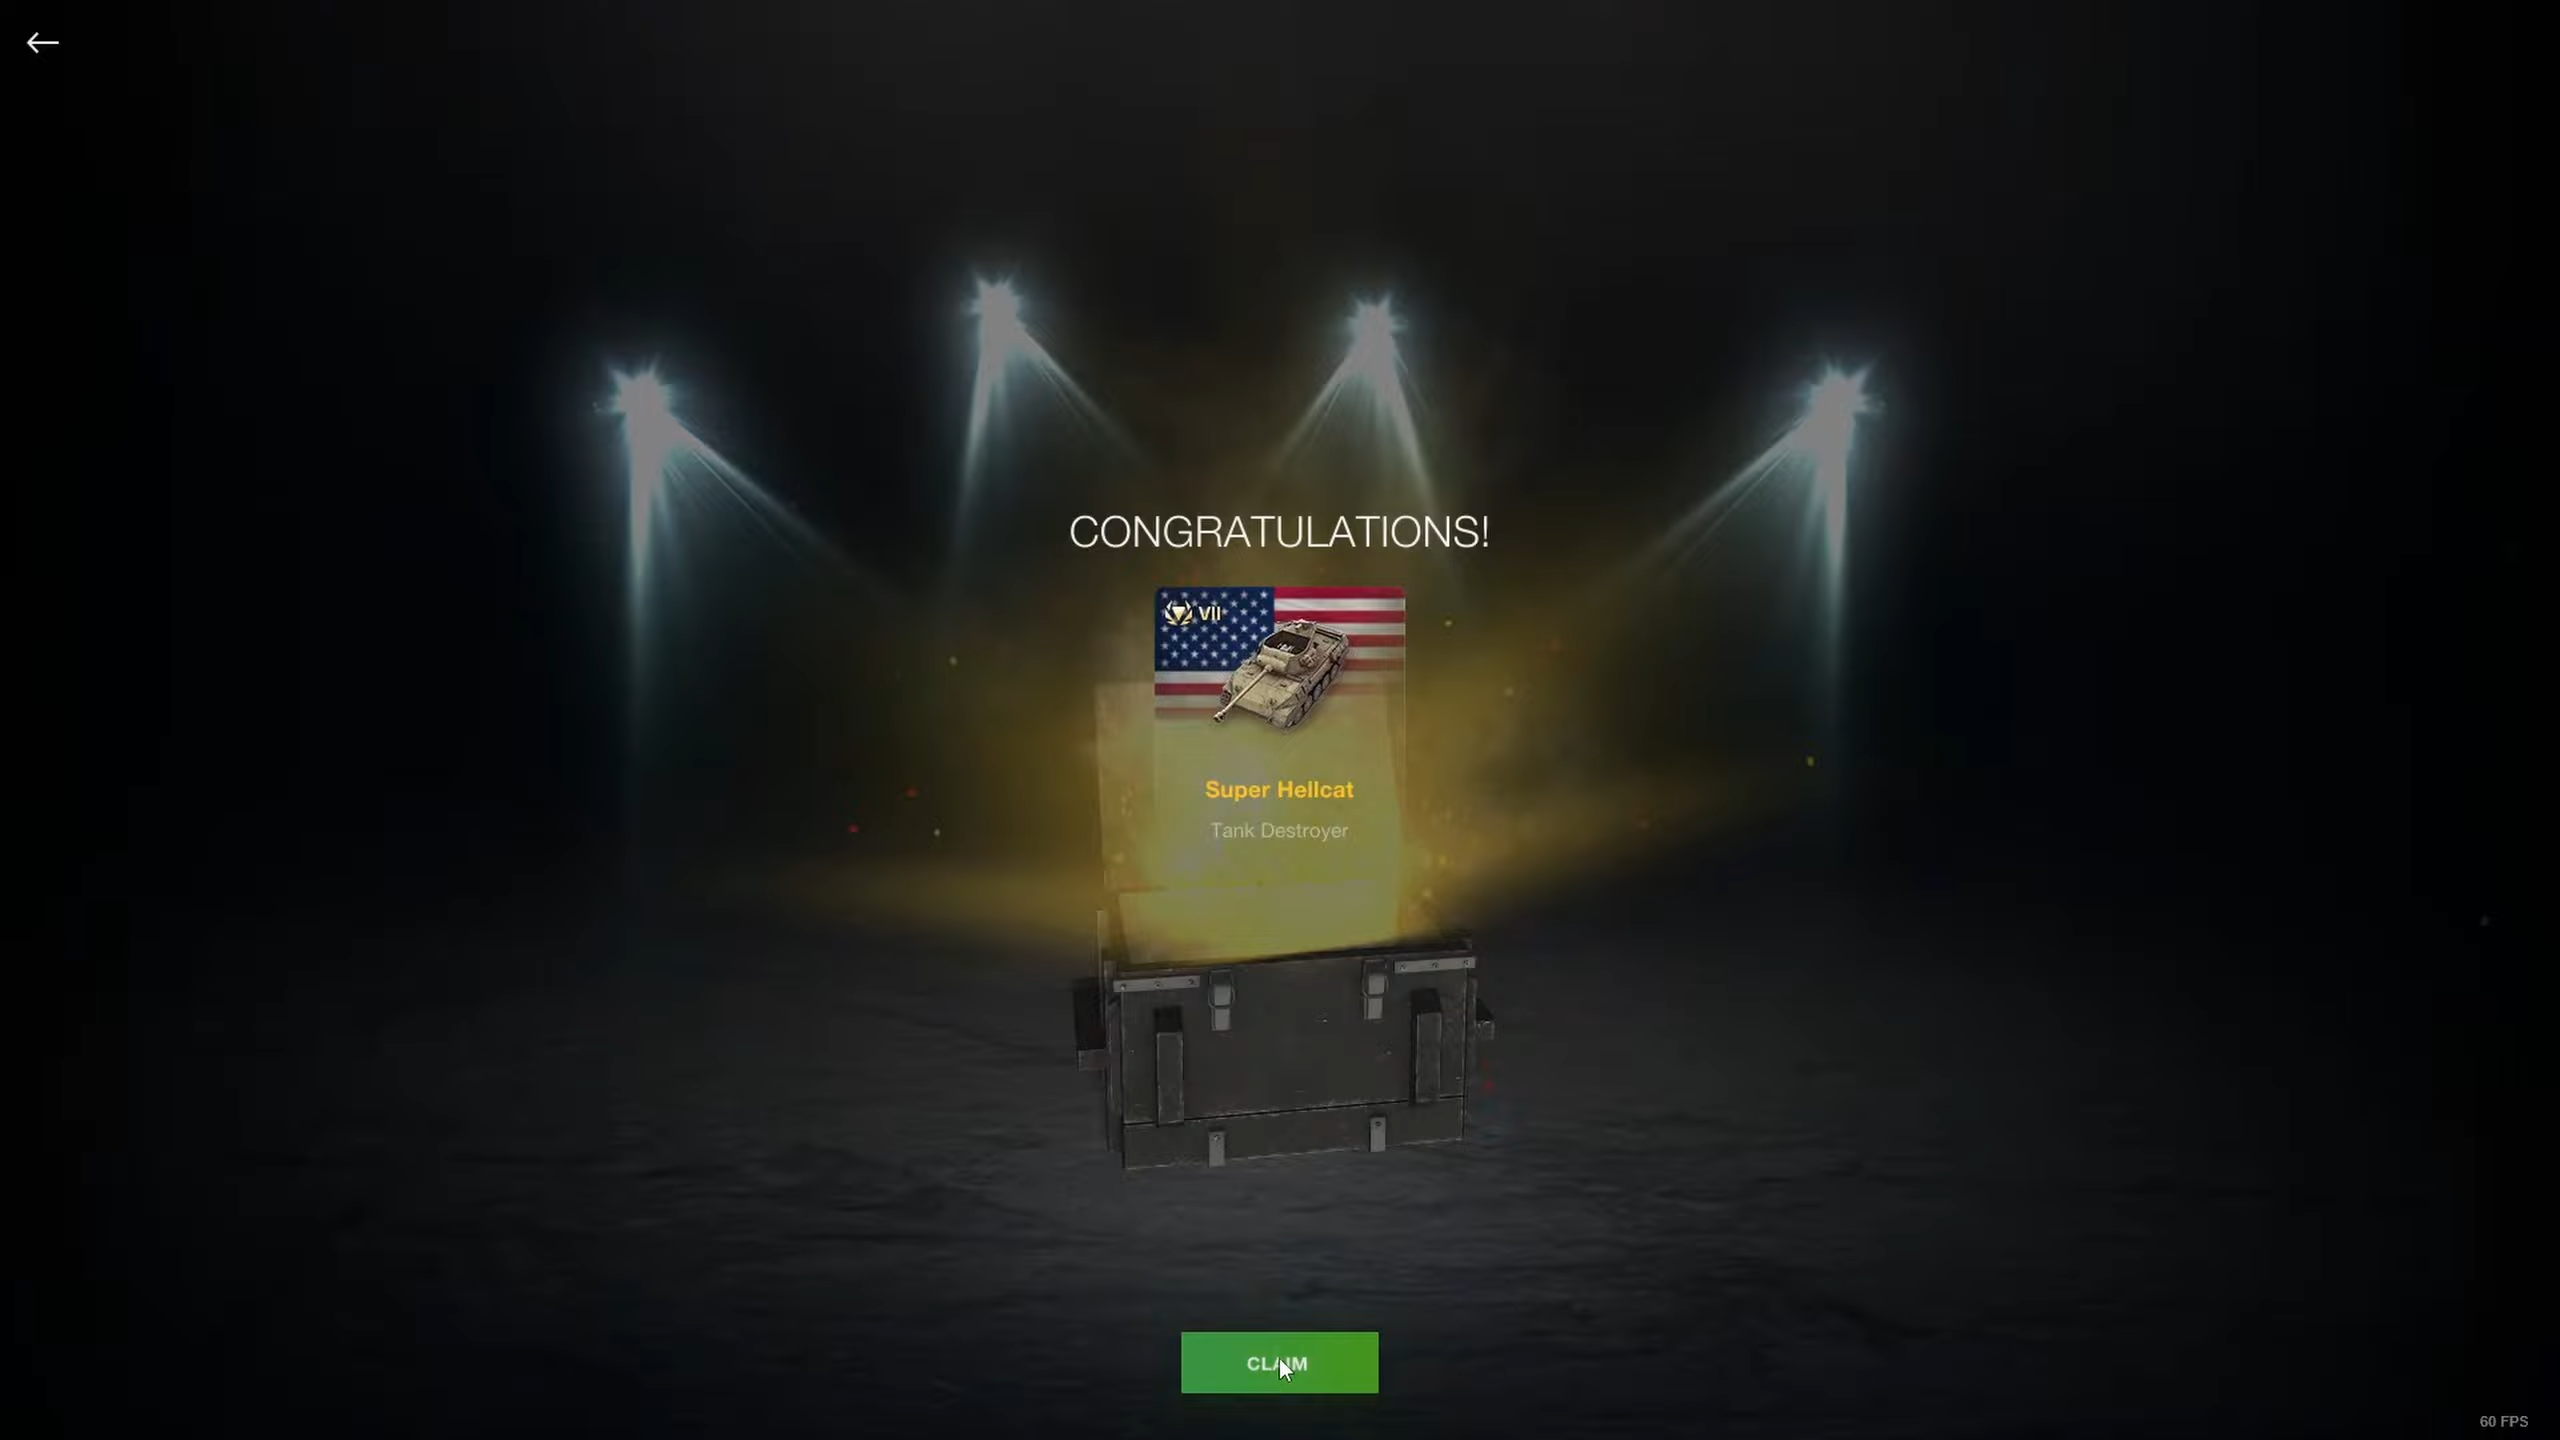 CONGRATULATIONS!
VII
Super Hellcat
Tank Destroyer
CLAIM
60 FPS